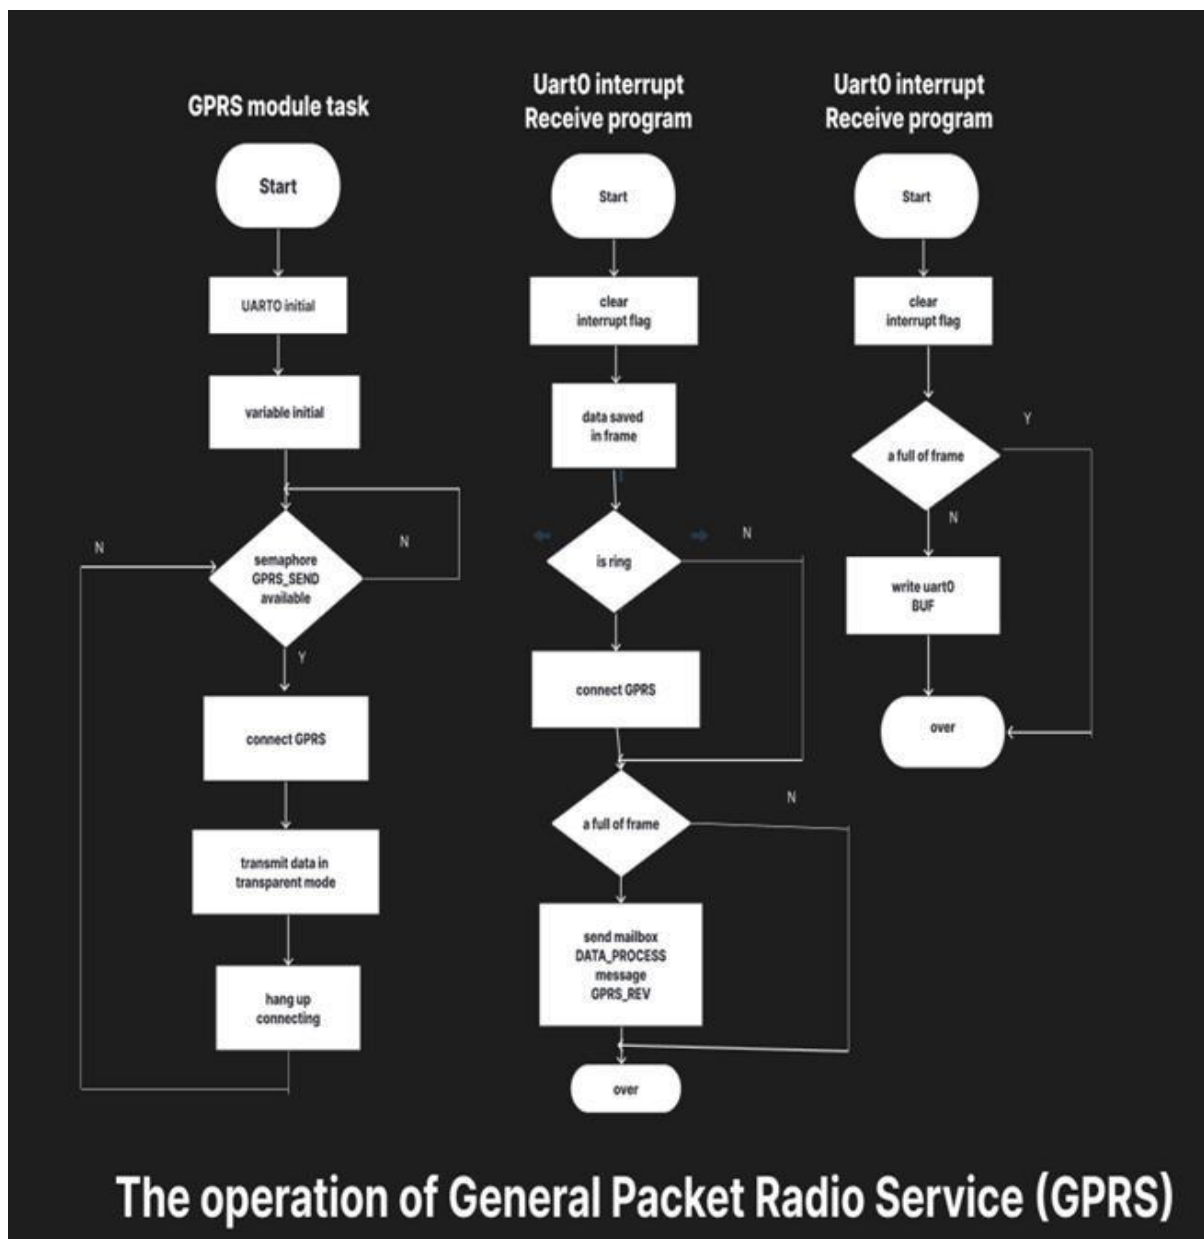 GPRS module task
Start
UARTO initial
variable initial
N
N
semaphore
GPRS_SEND
available
Y
connect GPRS
transmit data in
transparent mode
hang up
connecting
Uart0 interrupt
Receive program
Start
clear
interrupt flag
data saved
in frame
is ring
N
connect GPRS
a full of frame
N
send mailbox
DATA_PROCESS
message
GPRS_REV
over
Uart0 interrupt
Receive program
Start
clear
interrupt flag
a full of frame
Y
N
write uart0
BUF
over
The operation of General Packet Radio Service (GPRS)